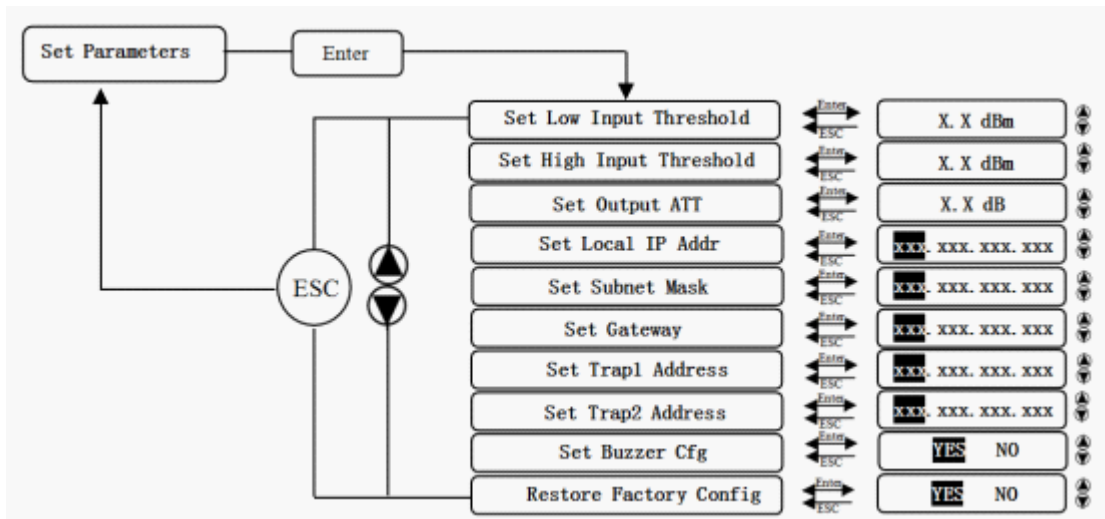 Set Parameters
Enter
Set Low Input Threshold
Enter
ESC
X. X dBm
Set High Input Threshold
Enter
ESC
X. X dBm
Set Output ATT
Enter
ESC
X. X dB
Set Local IP Addr
Enter
ESC
xxx. xxx. xxx. xxx
ESC
Set Subnet Mask
Enter
ESC
xxx. xxx. xxx. xxx
Set Gateway
Enter
ESC
xxx. xxx. xxx. xxx
Set Trap1 Address
Enter
ESC
xxx. xxx. xxx. xxx
Set Trap2 Address
Enter
ESC
xxx. xxx. xxx. xxx
Set Buzzer Cfg
Enter
ESC
YES NO
Restore Factory Config
Enter
ESC
YES NO